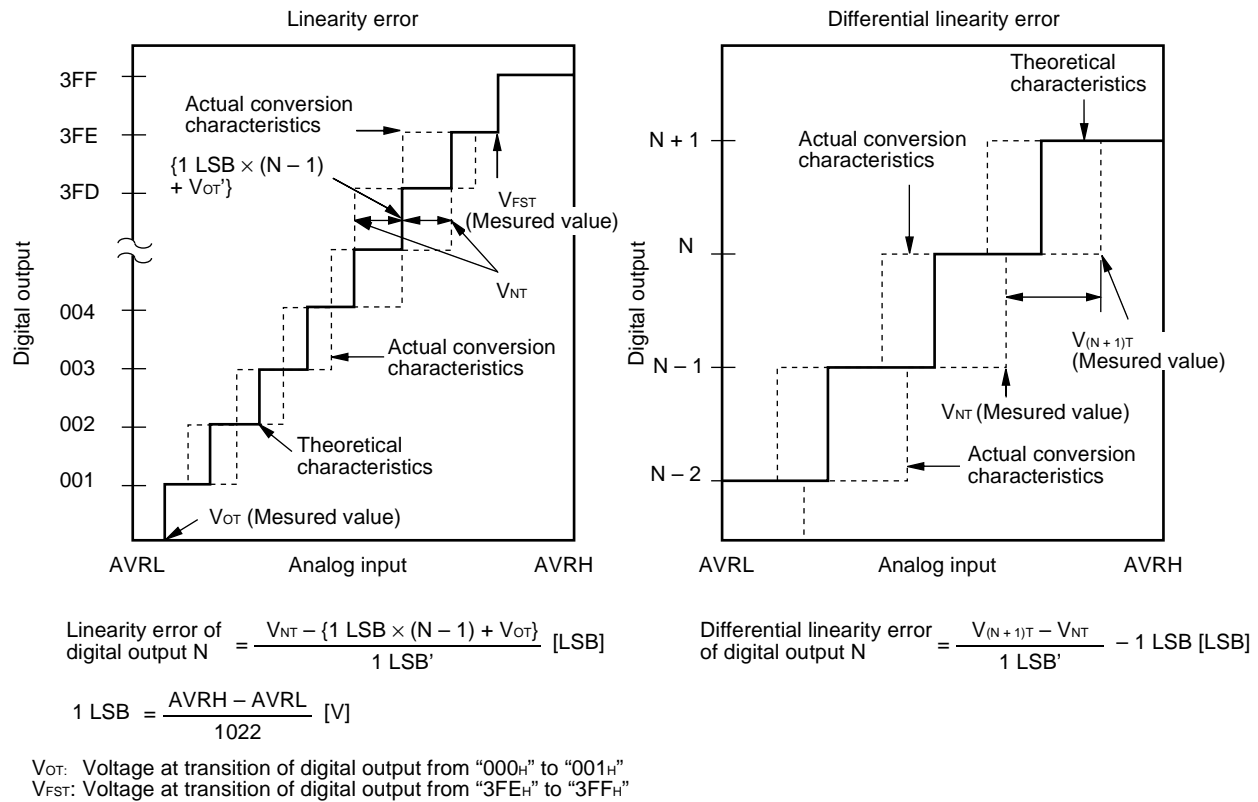 Linearity error
3FF
3FE
3FD
004
003
002
001
Digital output
Actual conversion
characteristics
{1 LSB × (N – 1)
+ VOT’}
VFST
(Mesured value)
VNT
Actual conversion
characteristics
Theoretical
characteristics
VOT (Mesured value)
AVRL
Analog input
AVRH
Differential linearity error
N + 1
N
N – 1
N – 2
Digital output
Theoretical
characteristics
Actual conversion
characteristics
V(N + 1)T
(Mesured value)
VNT (Mesured value)
Actual conversion
characteristics
AVRL
Analog input
AVRH
Linearity error of
digital output N
= VNT – {1 LSB × (N – 1) + VOT} / 1 LSB’ [LSB]
Differential linearity error
of digital output N
= V(N + 1)T – VNT / 1 LSB’ – 1 LSB [LSB]
1 LSB = AVRH – AVRL / 1022 [V]
VOT: Voltage at transition of digital output from “000H” to “001H”
VFST: Voltage at transition of digital output from “3FEH” to “3FFH”